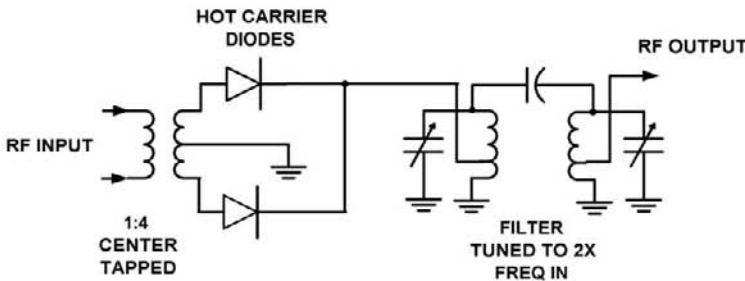 HOT CARRIER
DIODES
RF OUTPUT
RF INPUT
1:4
CENTER
TAPPED
FILTER
TUNED TO 2X
FREQ IN